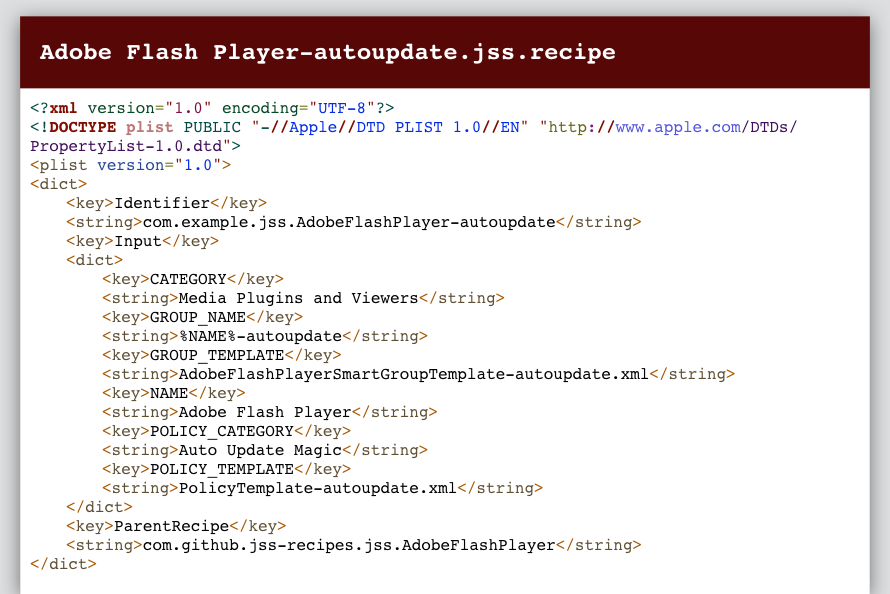 Adobe Flash Player-autoupdate.jss.recipe
<?xml version="1.0" encoding="UTF-8"?>
<!DOCTYPE plist PUBLIC "-//Apple//DTD PLIST 1.0//EN" "http://www.apple.com/DTDs/
PropertyList-1.0.dtd">
<plist version="1.0">
<dict>
    <key>Identifier</key>
    <string>com.example.jss.AdobeFlashPlayer-autoupdate</string>
    <key>Input</key>
    <dict>
        <key>CATEGORY</key>
        <string>Media Plugins and Viewers</string>
        <key>GROUP_NAME</key>
        <string>%NAME%-autoupdate</string>
        <key>GROUP_TEMPLATE</key>
        <string>AdobeFlashPlayerSmartGroupTemplate-autoupdate.xml</string>
        <key>NAME</key>
        <string>Adobe Flash Player</string>
        <key>POLICY_CATEGORY</key>
        <string>Auto Update Magic</string>
        <key>POLICY_TEMPLATE</key>
        <string>PolicyTemplate-autoupdate.xml</string>
    </dict>
    <key>ParentRecipe</key>
    <string>com.github.jss-recipes.jss.AdobeFlashPlayer</string>
</dict>